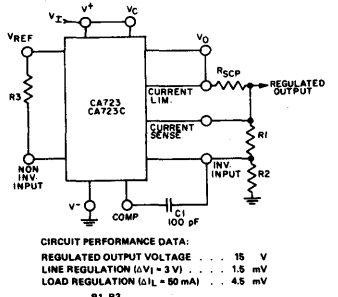 VI V+ VC
VREF
VO
R3
CA723
CA723C
RSCP
REGULATED
OUTPUT
CURRENT
LIM.
CURRENT
SENSE
R1
NON
INV.
INPUT
INV.
INPUT
R2
V-
COMP
C1
100 pF
CIRCUIT PERFORMANCE DATA:
REGULATED OUTPUT VOLTAGE . . . 15 V
LINE REGULATION (ΔVI = 3 V) . . . . 1.5 mV
LOAD REGULATION (ΔIL = 50 mA) . . 4.5 mV
R1 R2